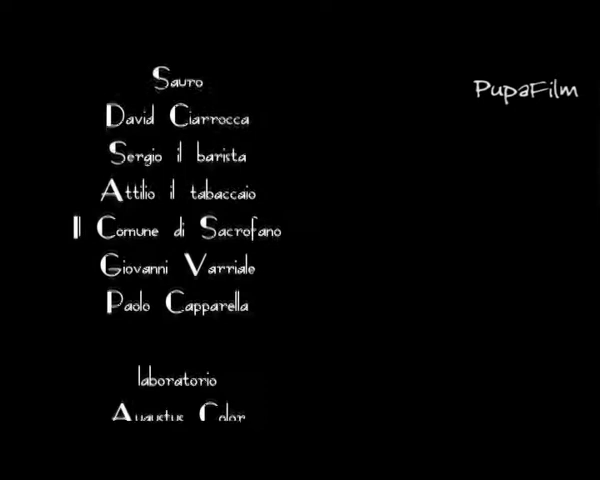 Sauro
PupaFilm
David Ciarrocca
Sergio il barista
Attilio il tabaccaio
Il Comune di Sacrofano
Giovanni Varriale
Paolo Capparella
laboratorio
Augustus Color